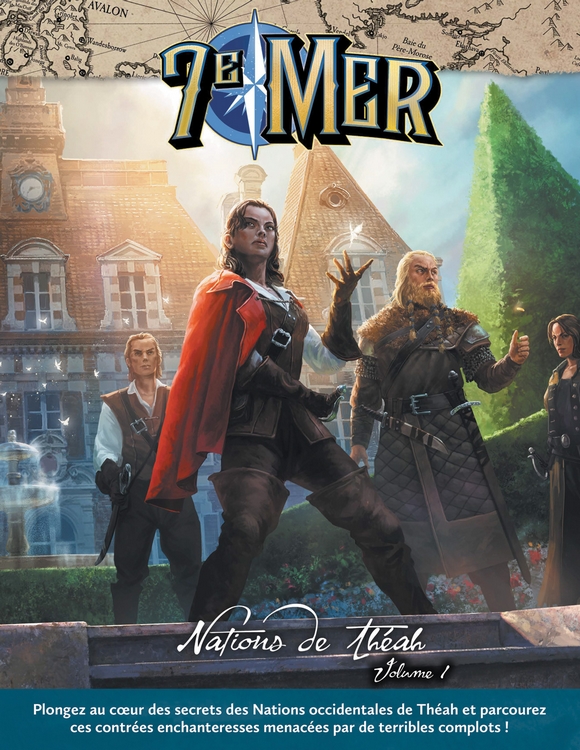 AVALON
Wandesborow
Baie du
Père-Morose
7E MER
Nations de Théah
Volume 1
Plongez au cœur des secrets des Nations occidentales de Théah et parcourez
ces contrées enchanteresses menacées par de terribles complots !